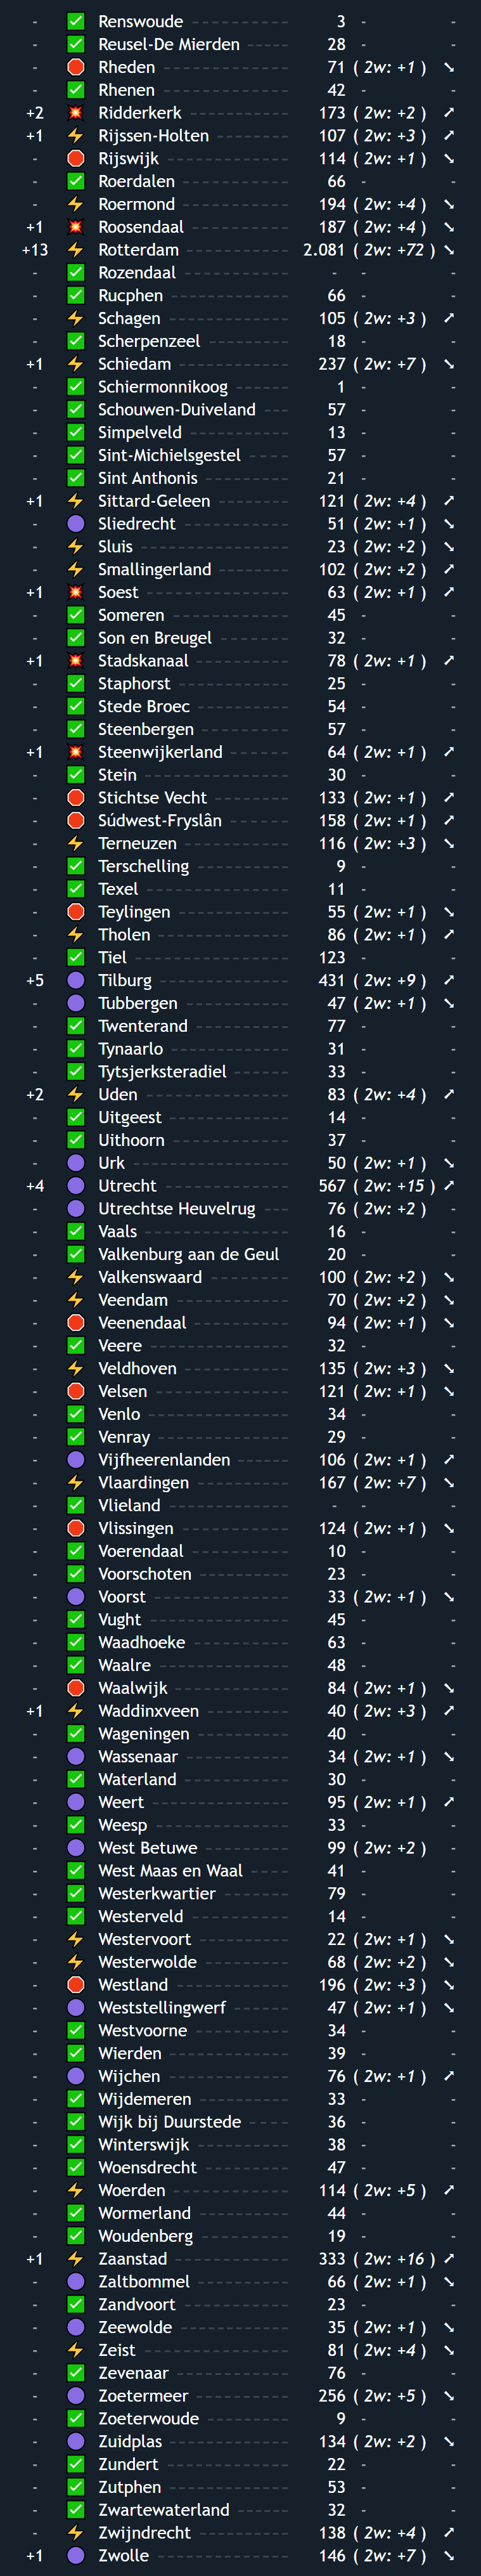 - ✅ Renswoude --------------- 3 - -
- ✅ Reusel-De Mierden ------ 28 - -
- 🛑 Rheden ----------------- 71 ( 2w: +1 ) ➘
- ✅ Rhenen ----------------- 42 - -
+2 💥 Ridderkerk ------------- 173 ( 2w: +2 ) ➚
+1 ⚡ Rijssen-Holten --------- 107 ( 2w: +3 ) ➚
- 🛑 Rijswijk --------------- 114 ( 2w: +1 ) ➘
- ✅ Roerdalen -------------- 66 - -
- ⚡ Roermond --------------- 194 ( 2w: +4 ) ➘
+1 💥 Roosendaal ------------- 187 ( 2w: +4 ) ➘
+13 ⚡ Rotterdam -------------- 2.081 ( 2w: +72 ) ➘
- ✅ Rozendaal -------------- - - -
- ✅ Rucphen ---------------- 66 - -
- ⚡ Schagen ---------------- 105 ( 2w: +3 ) ➚
- ✅ Scherpenzeel ----------- 18 - -
+1 ⚡ Schiedam --------------- 237 ( 2w: +7 ) ➘
- ✅ Schiermonnikoog -------- 1 - -
- ✅ Schouwen-Duiveland ---- 57 - -
- ✅ Simpelveld ------------- 13 - -
- ✅ Sint-Michielsgestel ----- 57 - -
- ✅ Sint Anthonis ----------- 21 - -
+1 ⚡ Sittard-Geleen --------- 121 ( 2w: +4 ) ➚
- 🟣 Sliedrecht -------------- 51 ( 2w: +1 ) ➘
- ⚡ Sluis ------------------- 23 ( 2w: +2 ) ➘
- ⚡ Smallingerland ---------- 102 ( 2w: +2 ) ➚
+1 💥 Soest ------------------ 63 ( 2w: +1 ) ➚
- ✅ Someren ---------------- 45 - -
- ✅ Son en Breugel --------- 32 - -
+1 💥 Stadskanaal ------------ 78 ( 2w: +1 ) ➚
- ✅ Staphorst -------------- 25 - -
- ✅ Stede Broec ------------ 54 - -
- ✅ Steenbergen ------------ 57 - -
+1 💥 Steenwijkerland -------- 64 ( 2w: +1 ) ➚
- ✅ Stein ------------------ 30 - -
- 🛑 Stichtse Vecht --------- 133 ( 2w: +1 ) ➚
- 🛑 Súdwest-Fryslân -------- 158 ( 2w: +1 ) ➚
- ⚡ Terneuzen -------------- 116 ( 2w: +3 ) ➘
- ✅ Terschelling ----------- 9 - -
- ✅ Texel ------------------ 11 - -
- 🛑 Teylingen -------------- 55 ( 2w: +1 ) ➘
- ⚡ Tholen ----------------- 86 ( 2w: +1 ) ➚
- ✅ Tiel ------------------- 123 - -
+5 🟣 Tilburg ---------------- 431 ( 2w: +9 ) ➚
- 🟣 Tubbergen -------------- 47 ( 2w: +1 ) ➘
- ✅ Twenterand ------------- 77 - -
- ✅ Tynaarlo --------------- 31 - -
- ✅ Tytsjerksteradiel ------- 33 - -
+2 ⚡ Uden ------------------- 83 ( 2w: +4 ) ➚
- ✅ Uitgeest --------------- 14 - -
- ✅ Uithoorn --------------- 37 - -
- 🟣 Urk -------------------- 50 ( 2w: +1 ) ➘
+4 🟣 Utrecht ---------------- 567 ( 2w: +15 ) ➚
- 🟣 Utrechtse Heuvelrug ---- 76 ( 2w: +2 ) -
- ✅ Vaals ------------------ 16 - -
- ✅ Valkenburg aan de Geul 20 - -
- ⚡ Valkenswaard ----------- 100 ( 2w: +2 ) ➘
- ⚡ Veendam ---------------- 70 ( 2w: +2 ) ➘
- 🛑 Veenendaal ------------- 94 ( 2w: +1 ) ➘
- ✅ Veere ------------------ 32 - -
- ⚡ Veldhoven -------------- 135 ( 2w: +3 ) ➘
- 🛑 Velsen ----------------- 121 ( 2w: +1 ) ➘
- ✅ Venlo ------------------ 34 - -
- ✅ Venray ----------------- 29 - -
- 🟣 Vijfheerenlanden ------- 106 ( 2w: +1 ) ➚
- ⚡ Vlaardingen ------------ 167 ( 2w: +7 ) ➘
- ✅ Vlieland --------------- - - -
- 🛑 Vlissingen ------------- 124 ( 2w: +1 ) ➘
- ✅ Voerendaal ------------- 10 - -
- ✅ Voorschoten ------------ 23 - -
- 🟣 Voorst ----------------- 33 ( 2w: +1 ) ➘
- ✅ Vught ------------------ 45 - -
- ✅ Waadhoeke -------------- 63 - -
- ✅ Waalre ----------------- 48 - -
- 🛑 Waalwijk --------------- 84 ( 2w: +1 ) ➘
+1 ⚡ Waddinxveen ------------ 40 ( 2w: +3 ) ➚
- ✅ Wageningen ------------- 40 - -
- 🟣 Wassenaar -------------- 34 ( 2w: +1 ) ➘
- ✅ Waterland -------------- 30 - -
- 🟣 Weert ------------------ 95 ( 2w: +1 ) ➚
- ✅ Weesp ------------------ 33 - -
- 🟣 West Betuwe ------------ 99 ( 2w: +2 ) -
- ✅ West Maas en Waal ------ 41 - -
- ✅ Westerkwartier --------- 79 - -
- ✅ Westerveld ------------- 14 - -
- ⚡ Westervoort ------------ 22 ( 2w: +1 ) ➘
- ⚡ Westerwolde ------------ 68 ( 2w: +2 ) ➘
- 🛑 Westland --------------- 196 ( 2w: +3 ) ➘
- 🟣 Weststellingwerf ------- 47 ( 2w: +1 ) ➘
- ✅ Westvoorne ------------- 34 - -
- ✅ Wierden ---------------- 39 - -
- 🟣 Wijchen ---------------- 76 ( 2w: +1 ) ➚
- ✅ Wijdemeren ------------- 33 - -
- ✅ Wijk bij Duurstede ---- 36 - -
- ✅ Winterswijk ------------ 38 - -
- ✅ Woensdrecht ------------ 47 - -
- ⚡ Woerden ---------------- 114 ( 2w: +5 ) ➚
- ✅ Wormerland ------------- 44 - -
- ✅ Woudenberg ------------- 19 - -
+1 ⚡ Zaanstad --------------- 333 ( 2w: +16 ) ➚
- 🟣 Zaltbommel ------------- 66 ( 2w: +1 ) ➘
- ✅ Zandvoort -------------- 23 - -
- 🟣 Zeewolde --------------- 35 ( 2w: +1 ) ➘
- ⚡ Zeist ------------------ 81 ( 2w: +4 ) ➘
- ✅ Zevenaar --------------- 76 - -
- 🟣 Zoetermeer ------------- 256 ( 2w: +5 ) ➘
- ✅ Zoeterwoude ------------ 9 - -
- 🟣 Zuidplas --------------- 134 ( 2w: +2 ) ➘
- ✅ Zundert ---------------- 22 - -
- ✅ Zutphen ---------------- 53 - -
- ✅ Zwartewaterland -------- 32 - -
- ⚡ Zwijndrecht ------------ 138 ( 2w: +4 ) ➚
+1 🟣 Zwolle ----------------- 146 ( 2w: +7 ) ➘